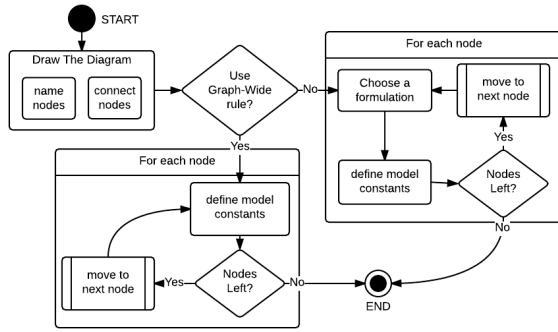 START
Draw The Diagram
name
nodes
connect
nodes
Use
Graph-Wide
rule?
No
Yes
For each node
Choose a
formulation
move to
next node
define model
constants
Nodes
Left?
Yes
No
For each node
define model
constants
move to
next node
Yes
Nodes
Left?
No
END